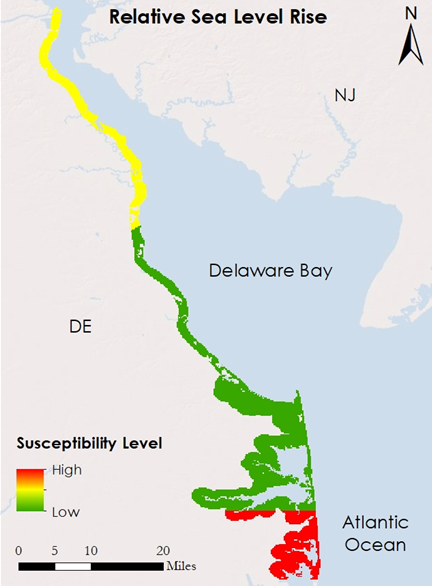 Relative Sea Level Rise
N
NJ
Delaware Bay
DE
Susceptibility Level
High
Low
Atlantic
Ocean
0 5 10 20
Miles